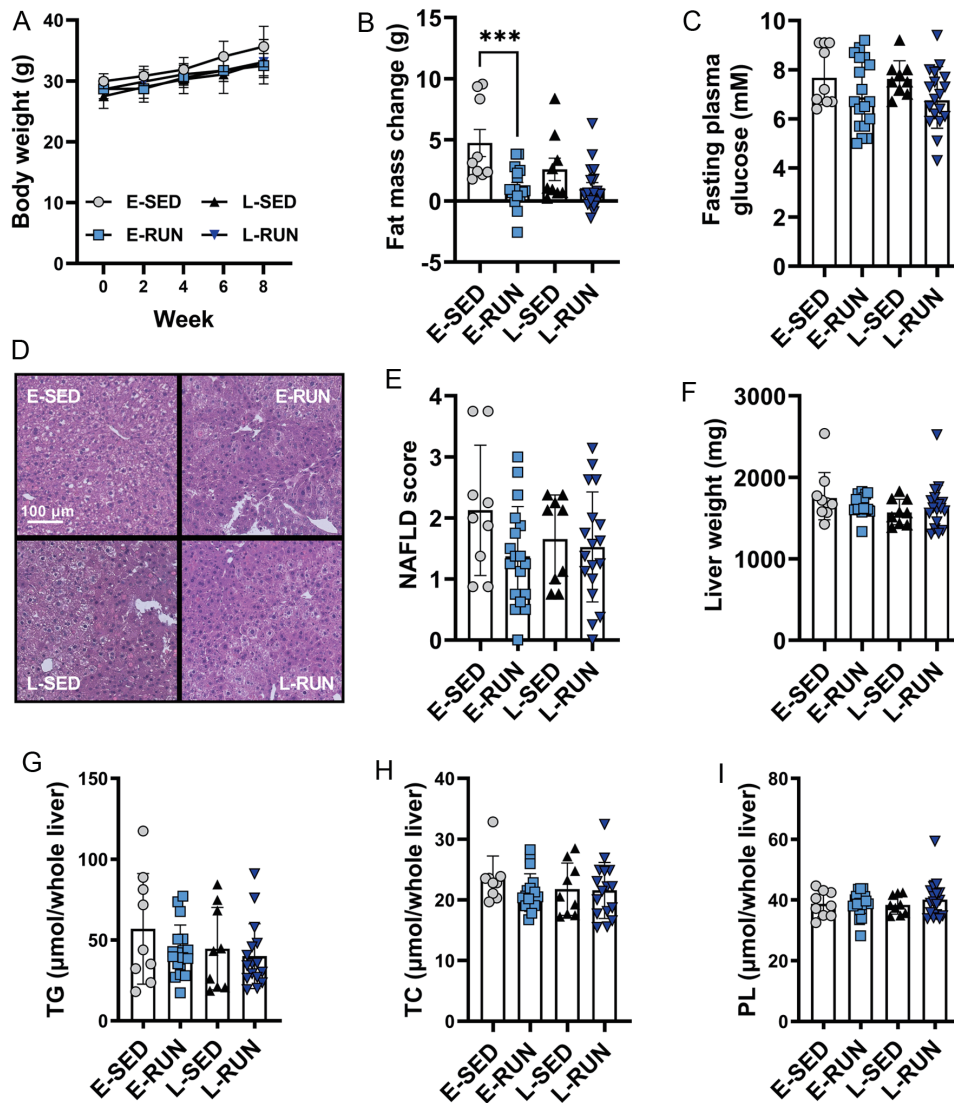 A
Body weight (g)
40
30
20
10
0
E-SED
L-SED
E-RUN
L-RUN
0 2 4 6 8
Week
B
Fat mass change (g)
15
10
5
0
-5
***
E-SED
E-RUN
L-SED
L-RUN
C
Fasting plasma
glucose (mM)
10
8
6
4
2
0
E-SED
E-RUN
L-SED
L-RUN
D
E-SED
E-RUN
100 µm
L-SED
L-RUN
E
NAFLD score
4
3
2
1
0
E-SED
E-RUN
L-SED
L-RUN
F
Liver weight (mg)
3000
2000
1000
0
E-SED
E-RUN
L-SED
L-RUN
G
TG (µmol/whole liver)
150
100
50
0
E-SED
E-RUN
L-SED
L-RUN
H
TC (µmol/whole liver)
40
30
20
10
0
E-SED
E-RUN
L-SED
L-RUN
I
PL (µmol/whole liver)
80
60
40
20
0
E-SED
E-RUN
L-SED
L-RUN